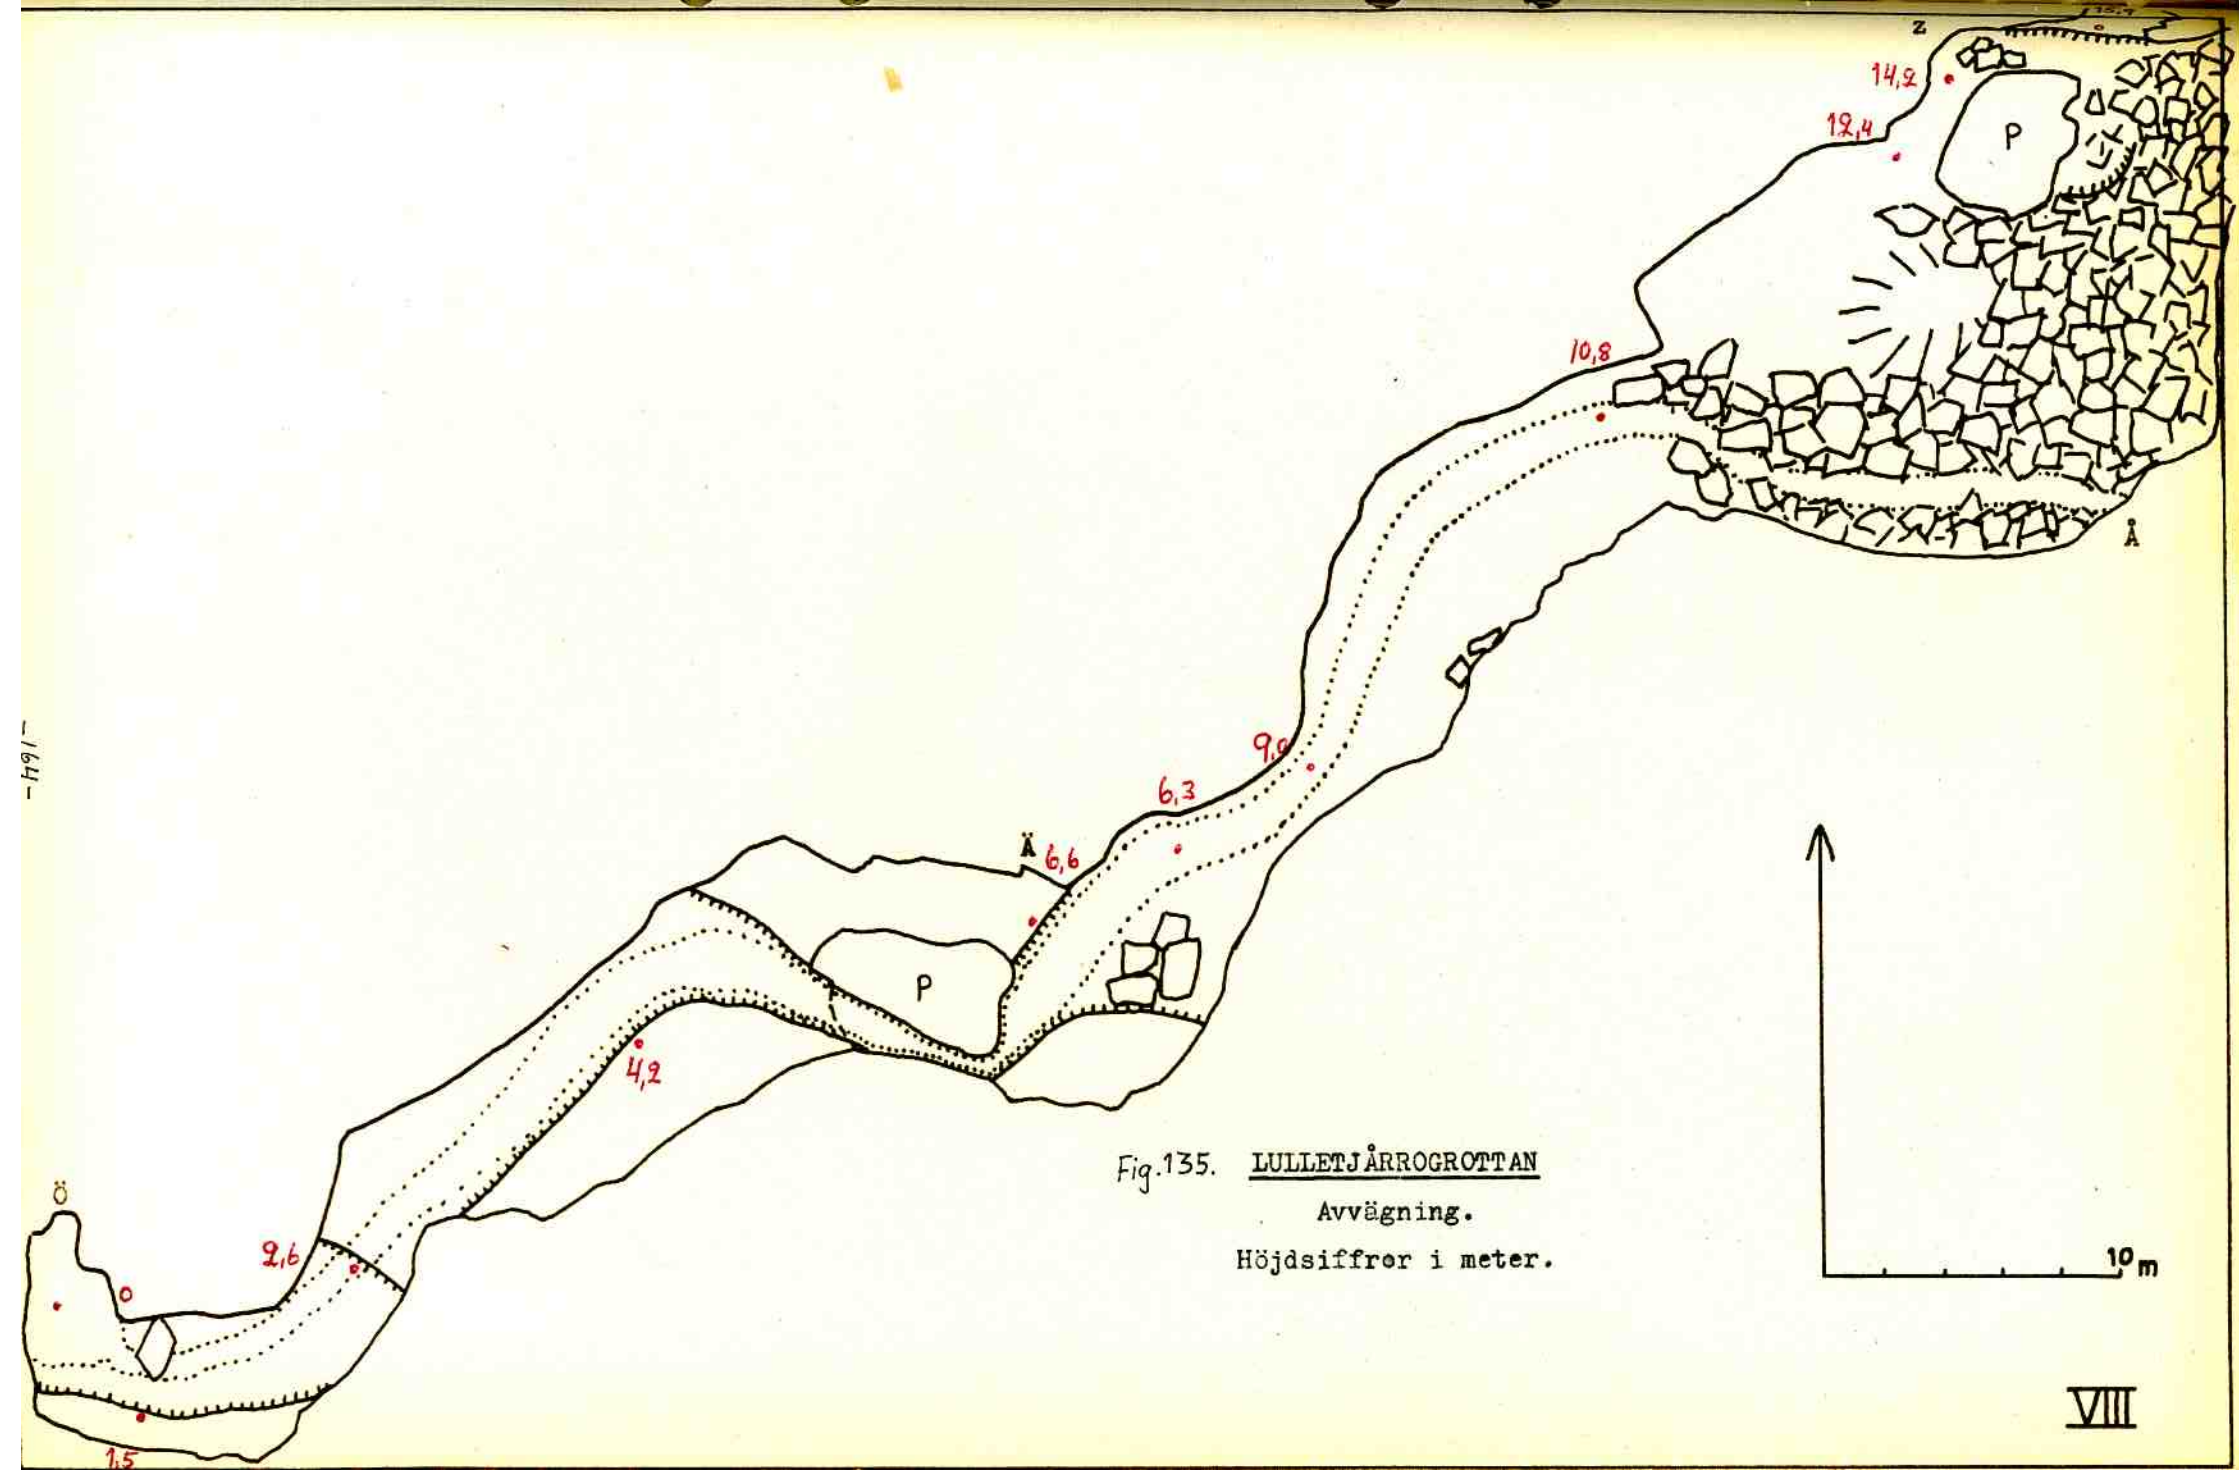 Z
14,2
12,4
P
10,8
Å
-164-
9,0
6,3
Ä
6,6
P
4,2
Fig.135. LULLETJÅRROGROTTAN
Avvägning.
Höjdsiffror i meter.
Ö
2,6
0
10 m
1,5
VIII